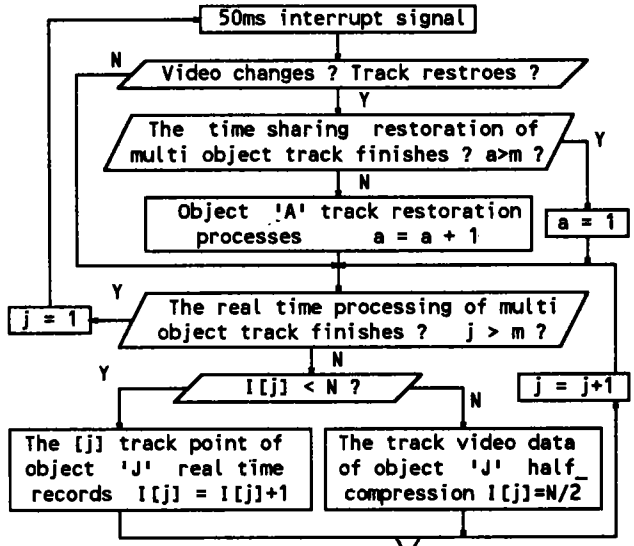 50ms interrupt signal
N
Video changes ? Track restroes ?
Y
The time sharing restoration of
multi object track finishes ? a>m ?
Y
N
Object 'A' track restoration
processes a = a + 1
a = 1
Y
The real time processing of multi
object track finishes ? j > m ?
j = 1
N
Y
I[j] < N ?
N
j = j+1
The [j] track point of
object 'J' real time
records I[j] = I[j]+1
The track video data
of object 'J' half
compression I[j]=N/2